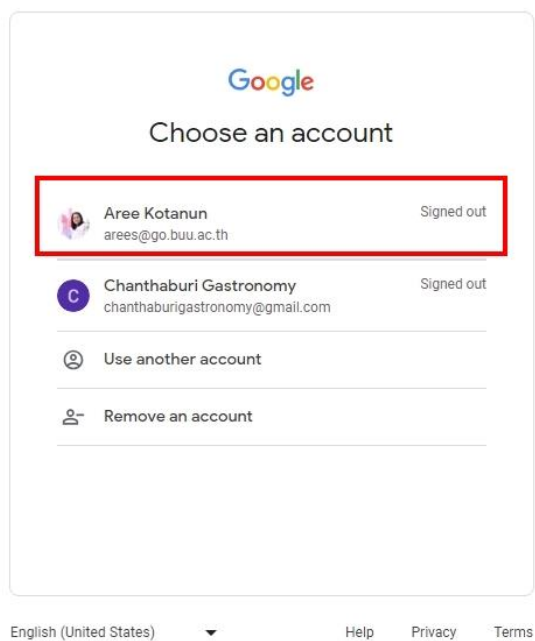 Google
Choose an account
Aree Kotanun
Signed out
arees@go.buu.ac.th
C
Chanthaburi Gastronomy
Signed out
chanthaburigastronomy@gmail.com
Use another account
Remove an account
English (United States)
Help
Privacy
Terms